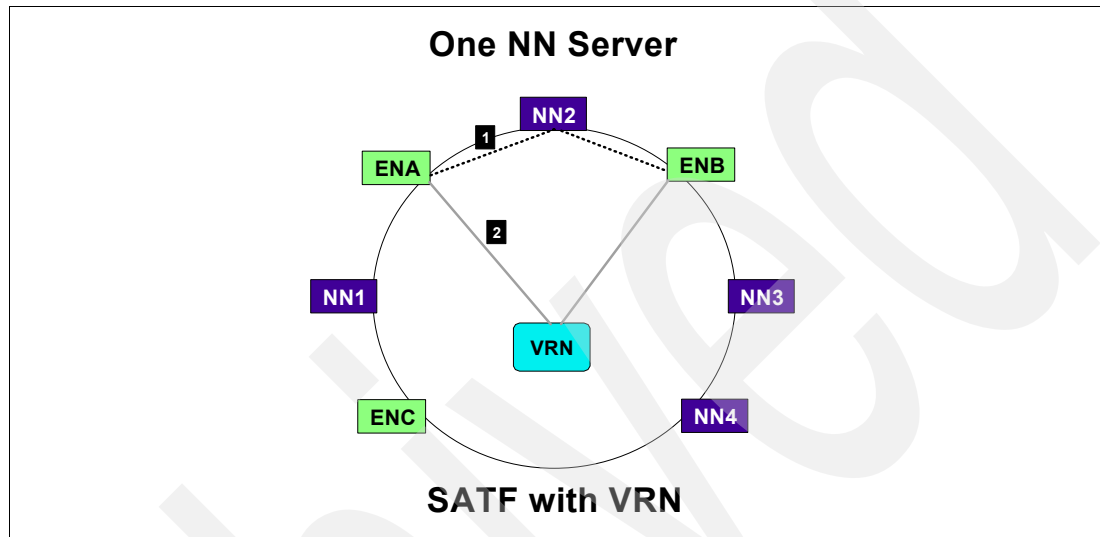 One NN Server
NN2
1
ENA
ENB
2
NN1
NN3
VRN
ENC
NN4
SATF with VRN